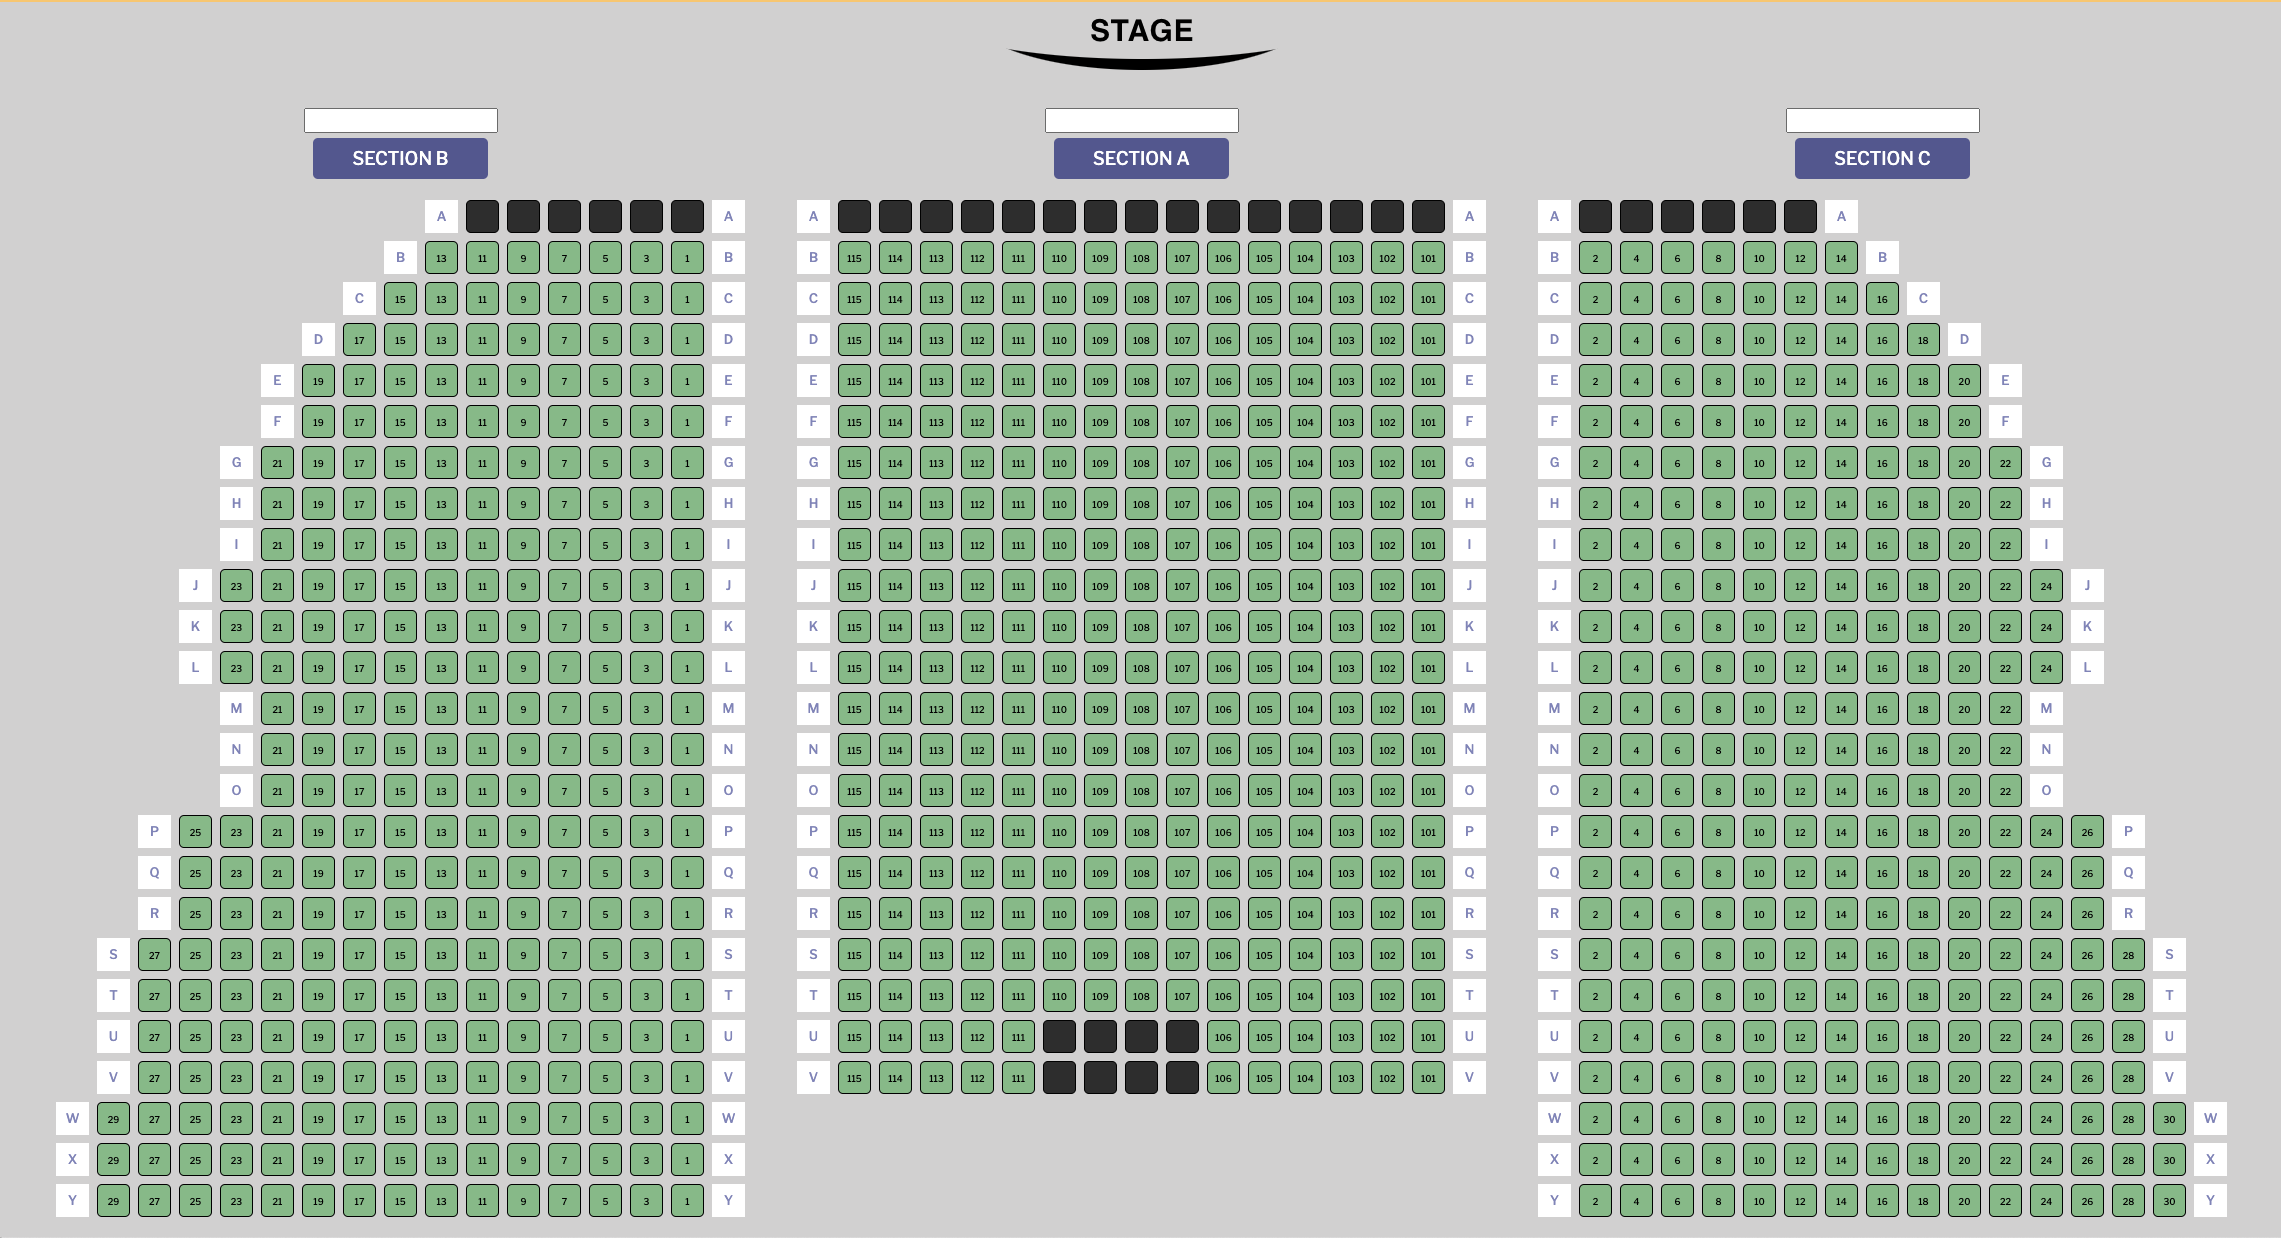 STAGE
SECTION B SECTION A SECTION C
A A A A A A
B 13 11 9 7 5 3 1 B B 115 114 113 112 111 110 109 108 107 106 105 104 103 102 101 B B 2 4 6 8 10 12 14 B
C 15 13 11 9 7 5 3 1 C C 115 114 113 112 111 110 109 108 107 106 105 104 103 102 101 C C 2 4 6 8 10 12 14 16 C
D 17 15 13 11 9 7 5 3 1 D D 115 114 113 112 111 110 109 108 107 106 105 104 103 102 101 D D 2 4 6 8 10 12 14 16 18 D
E 19 17 15 13 11 9 7 5 3 1 E E 115 114 113 112 111 110 109 108 107 106 105 104 103 102 101 E E 2 4 6 8 10 12 14 16 18 20 E
F 19 17 15 13 11 9 7 5 3 1 F F 115 114 113 112 111 110 109 108 107 106 105 104 103 102 101 F F 2 4 6 8 10 12 14 16 18 20 F
G 21 19 17 15 13 11 9 7 5 3 1 G G 115 114 113 112 111 110 109 108 107 106 105 104 103 102 101 G G 2 4 6 8 10 12 14 16 18 20 22 G
H 21 19 17 15 13 11 9 7 5 3 1 H H 115 114 113 112 111 110 109 108 107 106 105 104 103 102 101 H H 2 4 6 8 10 12 14 16 18 20 22 H
I 21 19 17 15 13 11 9 7 5 3 1 I I 115 114 113 112 111 110 109 108 107 106 105 104 103 102 101 I I 2 4 6 8 10 12 14 16 18 20 22 I
J 23 21 19 17 15 13 11 9 7 5 3 1 J J 115 114 113 112 111 110 109 108 107 106 105 104 103 102 101 J J 2 4 6 8 10 12 14 16 18 20 22 24 J
K 23 21 19 17 15 13 11 9 7 5 3 1 K K 115 114 113 112 111 110 109 108 107 106 105 104 103 102 101 K K 2 4 6 8 10 12 14 16 18 20 22 24 K
L 23 21 19 17 15 13 11 9 7 5 3 1 L L 115 114 113 112 111 110 109 108 107 106 105 104 103 102 101 L L 2 4 6 8 10 12 14 16 18 20 22 24 L
M 21 19 17 15 13 11 9 7 5 3 1 M M 115 114 113 112 111 110 109 108 107 106 105 104 103 102 101 M M 2 4 6 8 10 12 14 16 18 20 22 M
N 21 19 17 15 13 11 9 7 5 3 1 N N 115 114 113 112 111 110 109 108 107 106 105 104 103 102 101 N N 2 4 6 8 10 12 14 16 18 20 22 N
O 21 19 17 15 13 11 9 7 5 3 1 O O 115 114 113 112 111 110 109 108 107 106 105 104 103 102 101 O O 2 4 6 8 10 12 14 16 18 20 22 O
P 25 23 21 19 17 15 13 11 9 7 5 3 1 P P 115 114 113 112 111 110 109 108 107 106 105 104 103 102 101 P P 2 4 6 8 10 12 14 16 18 20 22 24 26 P
Q 25 23 21 19 17 15 13 11 9 7 5 3 1 Q Q 115 114 113 112 111 110 109 108 107 106 105 104 103 102 101 Q Q 2 4 6 8 10 12 14 16 18 20 22 24 26 Q
R 25 23 21 19 17 15 13 11 9 7 5 3 1 R R 115 114 113 112 111 110 109 108 107 106 105 104 103 102 101 R R 2 4 6 8 10 12 14 16 18 20 22 24 26 R
S 27 25 23 21 19 17 15 13 11 9 7 5 3 1 S S 115 114 113 112 111 110 109 108 107 106 105 104 103 102 101 S S 2 4 6 8 10 12 14 16 18 20 22 24 26 28 S
T 27 25 23 21 19 17 15 13 11 9 7 5 3 1 T T 115 114 113 112 111 110 109 108 107 106 105 104 103 102 101 T T 2 4 6 8 10 12 14 16 18 20 22 24 26 28 T
U 27 25 23 21 19 17 15 13 11 9 7 5 3 1 U U 115 114 113 112 111 106 105 104 103 102 101 U U 2 4 6 8 10 12 14 16 18 20 22 24 26 28 U
V 27 25 23 21 19 17 15 13 11 9 7 5 3 1 V V 115 114 113 112 111 106 105 104 103 102 101 V V 2 4 6 8 10 12 14 16 18 20 22 24 26 28 V
W 29 27 25 23 21 19 17 15 13 11 9 7 5 3 1 W W 2 4 6 8 10 12 14 16 18 20 22 24 26 28 30 W
X 29 27 25 23 21 19 17 15 13 11 9 7 5 3 1 X X 2 4 6 8 10 12 14 16 18 20 22 24 26 28 30 X
Y 29 27 25 23 21 19 17 15 13 11 9 7 5 3 1 Y Y 2 4 6 8 10 12 14 16 18 20 22 24 26 28 30 Y